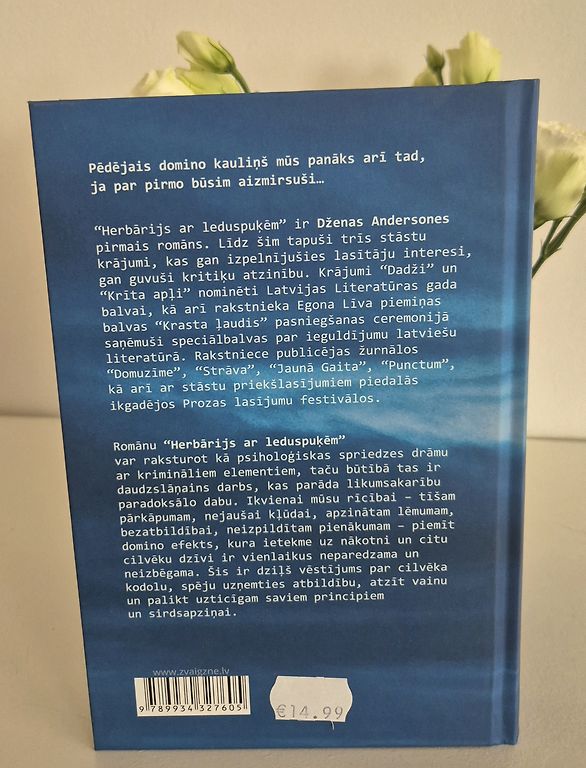 Pēdējais domino kauliņš mūs panāks arī tad,
ja par pirmo būsim aizmirsuši…
“Herbārijs ar leduspuķēm” ir Dženas Andersones
pirmais romāns. Līdz šim tapuši trīs stāstu
krājumi, kas gan izpelnījušies lasītāju interesi,
gan guvuši kritiķu atzinību. Krājumi “Dadži” un
“Krīta apļi” nominēti Latvijas Literatūras gada
balvai, kā arī rakstnieka Egona Līva piemiņas
balvas “Krasta ļaudis” pasniegšanas ceremonijā
saņēmuši speciālbalvas par ieguldījumu latviešu
literatūrā. Rakstniece publicējas žurnālos
“Domuzīme”, “Strāva”, “Jaunā Gaita”, “Punctum”,
kā arī ar stāstu priekšlasījumiem piedalās
ikgadējos Prozas lasījumu festivālos.
Romānu “Herbārijs ar leduspuķēm”
var raksturot kā psiholoģiskas spriedzes drāmu
ar krimināliem elementiem, taču būtībā tas ir
daudzslāņains darbs, kas parāda likumsakarību
paradoksālo dabu. Ikvienai mūsu rīcībai – tīšam
pārkāpumam, nejaušai kļūdai, apzinātam lēmumam,
bezatbildībai, neizpildītam pienākumam – piemīt
domino efekts, kura ietekme uz nākotni un citu
cilvēku dzīvi ir vienlaikus neparedzama un
neizbēgama. Šis ir dziļš vēstījums par cilvēka
kodolu, spēju uzņemties atbildību, atzīt vainu
un palikt uzticīgam saviem principiem
un sirdsapziņai.
www.zvaigzne.lv
9 789934 327605
€14.99